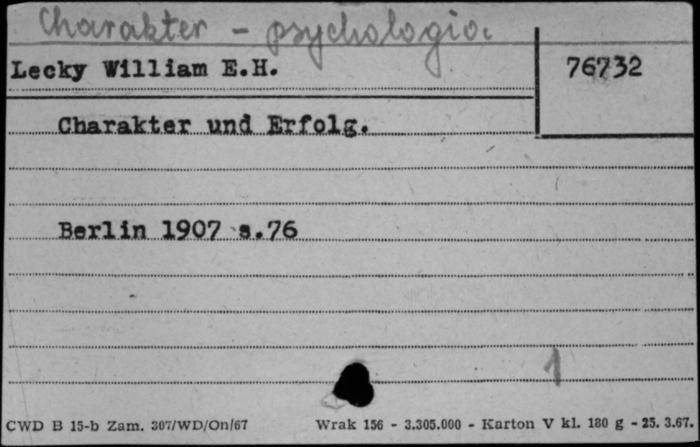 Charakter - psychologia
Lecky William E.H.
76732
Charakter und Erfolg.
Berlin 1907 s.76
1
CWD B 15-b Zam. 307/WD/On/67 Wrak 156 - 3.305.000 - Karton V kl. 180 g - 25. 3.67.